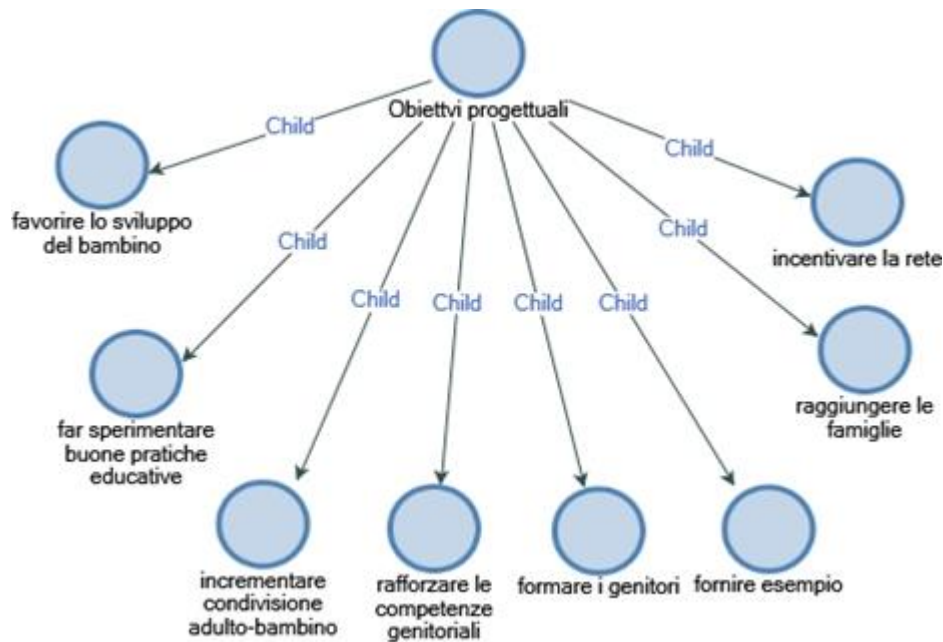 Obiettvi progettuali
Child
Child
Child
Child
Child
Child
Child
Child
favorire lo sviluppo
del bambino
incentivare la rete
far sperimentare
buone pratiche
educative
raggiungere le
famiglie
incrementare
condivisione
adulto-bambino
rafforzare le
competenze
genitoriali
formare i genitori
fornire esempio